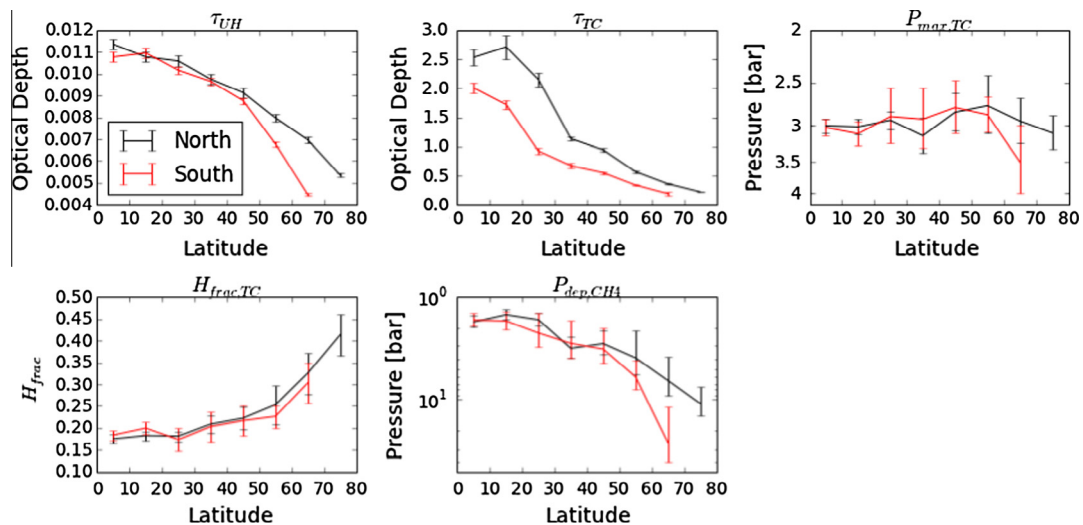 τ_UH
0.012
0.011
0.010
0.009
0.008
0.007
0.006
0.005
0.004
Optical Depth
North
South
0 10 20 30 40 50 60 70 80
Latitude
τ_TC
3.0
2.5
2.0
1.5
1.0
0.5
0.0
Optical Depth
0 10 20 30 40 50 60 70 80
Latitude
P_max,TC
2
2.5
3
3.5
4
Pressure [bar]
0 10 20 30 40 50 60 70 80
Latitude
H_frac,TC
0.50
0.45
0.40
0.35
0.30
0.25
0.20
0.15
0.10
H_frac
0 10 20 30 40 50 60 70 80
Latitude
P_dep,CH4
10⁰
10¹
Pressure [bar]
0 10 20 30 40 50 60 70 80
Latitude